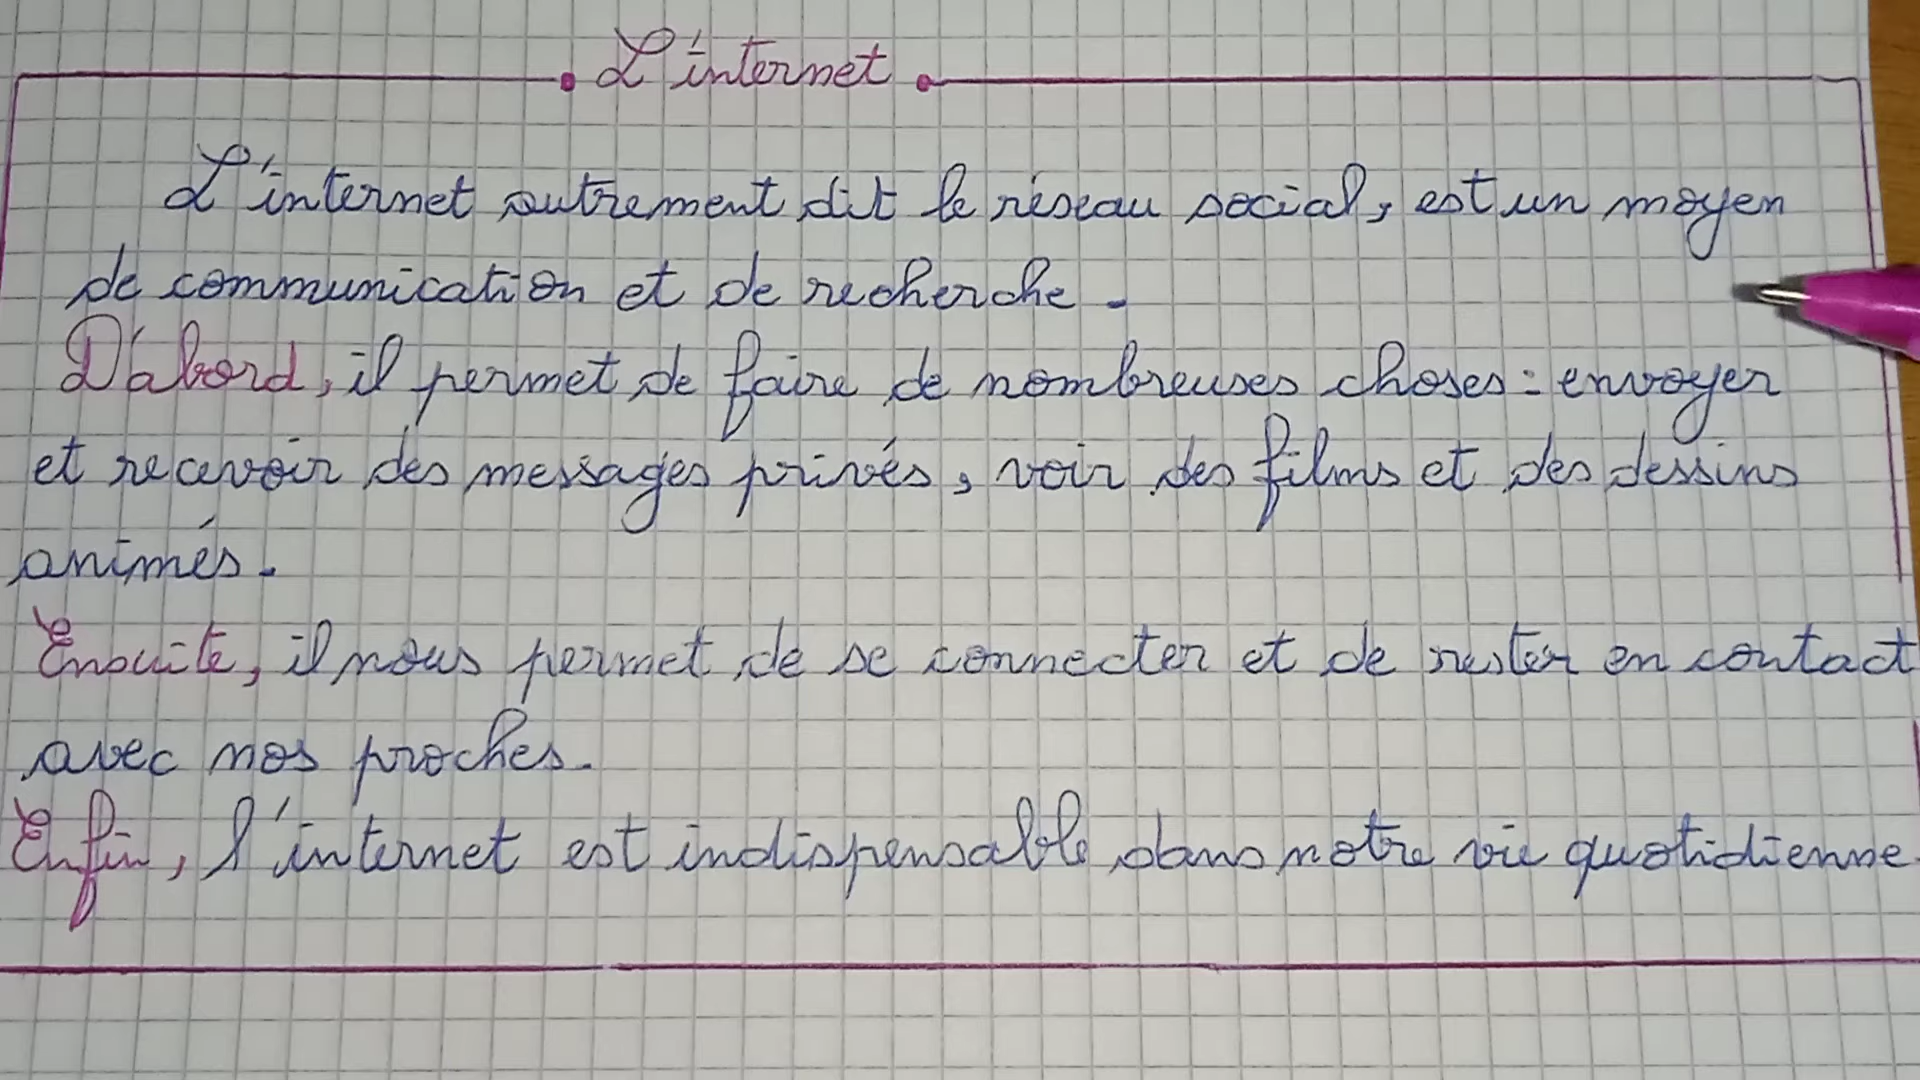 L'internet
L'internet autrement dit le réseau social, est un moyen
de communication et de recherche.
D'abord, il permet de faire de nombreuses choses : envoyer
et recevoir des messages privés, voir des films et des dessins
animés.
Ensuite, il nous permet de se connecter et de rester en contact
avec nos proches.
Enfin, l'internet est indispensable dans notre vie quotidienne.